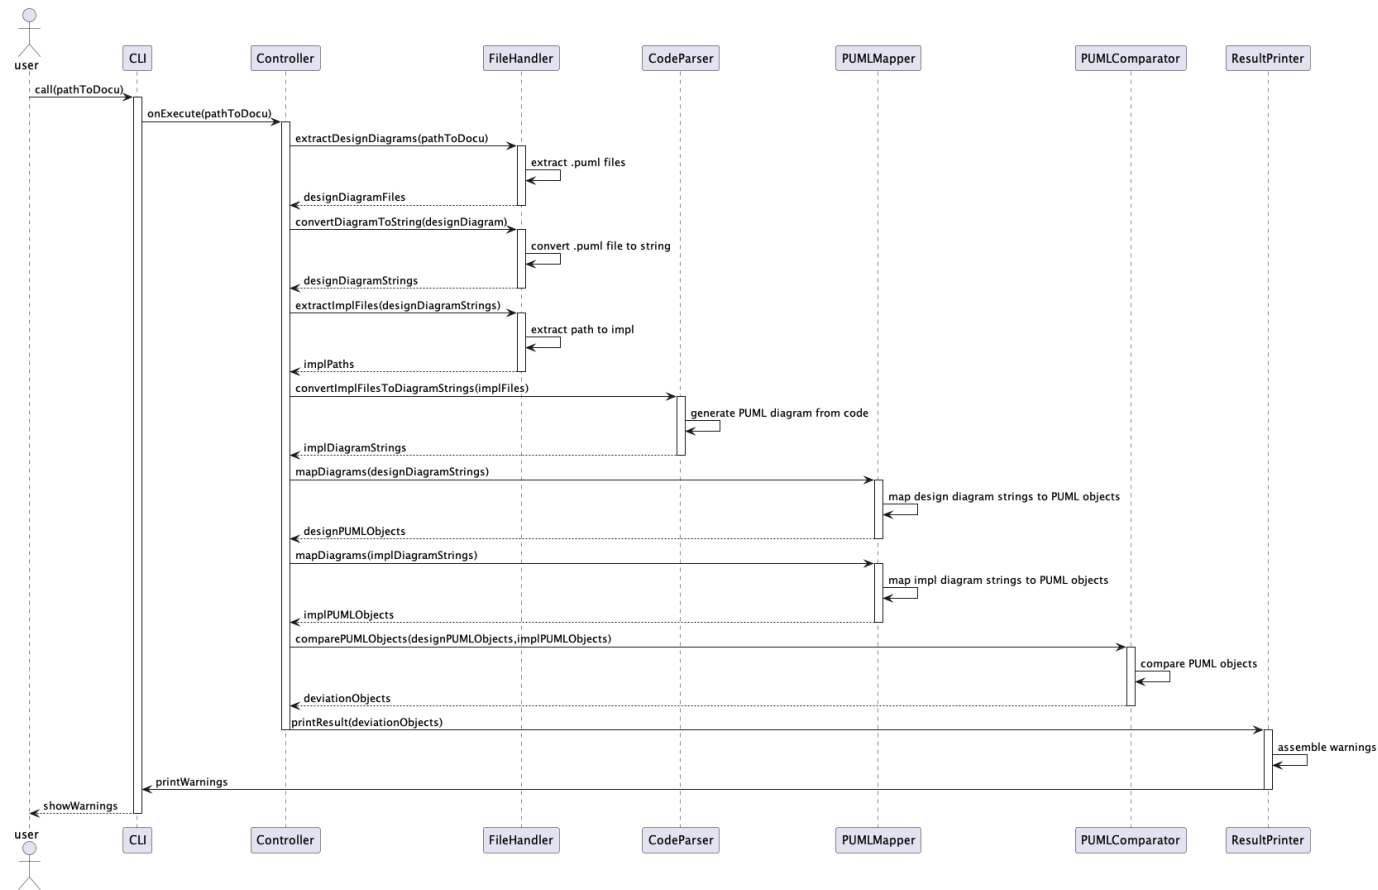 user
CLI
Controller
FileHandler
CodeParser
PUMLMapper
PUMLComparator
ResultPrinter
call(pathToDocu)
onExecute(pathToDocu)
extractDesignDiagrams(pathToDocu)
extract .puml files
designDiagramFiles
convertDiagramToString(designDiagram)
convert .puml file to string
designDiagramStrings
extractImplFiles(designDiagramStrings)
extract path to impl
implPaths
convertImplFilesToDiagramStrings(implFiles)
generate PUML diagram from code
implDiagramStrings
mapDiagrams(designDiagramStrings)
map design diagram strings to PUML objects
designPUMLObjects
mapDiagrams(implDiagramStrings)
map impl diagram strings to PUML objects
implPUMLObjects
comparePUMLObjects(designPUMLObjects,implPUMLObjects)
compare PUML objects
deviationObjects
printResult(deviationObjects)
assemble warnings
printWarnings
showWarnings
user
CLI
Controller
FileHandler
CodeParser
PUMLMapper
PUMLComparator
ResultPrinter